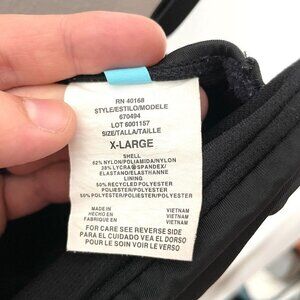 RN 40168
STYLE/ESTILO/MODELE
670494
LOT 6001157
SIZE/TALLA/TAILLE
X-LARGE
SHELL
62% NYLON/POLIAMIDA/NYLON
38% LYCRA®SPANDEX/
ELASTANO/ELASTHANNE
LINING
50% RECYCLED POLYESTER
POLIESTER POLYESTER
50% POLYESTER/POLIESTER/POLYESTER
MADE IN VIETNAM
HECHO EN VIETNAM
FABRIQUE EN VIETNAM
FOR CARE SEE REVERSE SIDE
PARA EL CUIDADO VEA EL DORSO
POUR LE SOIN VOIR LE VERSO